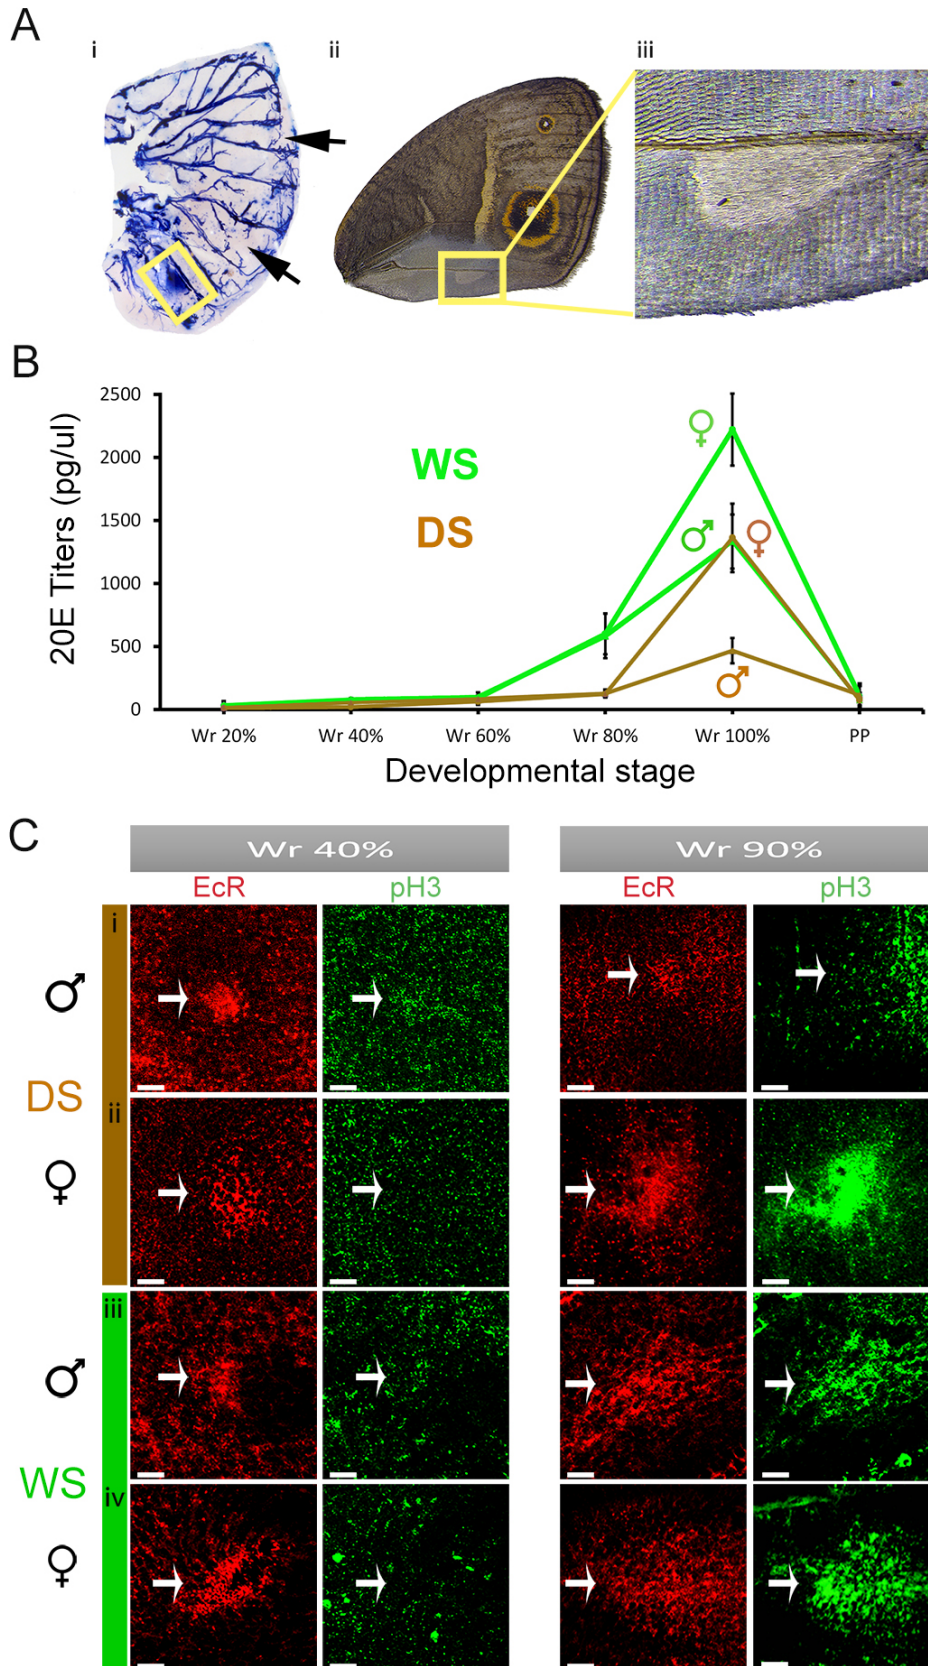 A
i
ii
iii
B
20E Titers (pg/ul)
2500
2000
1500
1000
500
0
WS
DS
♀
♂
♀
♂
Wr 20%
Wr 40%
Wr 60%
Wr 80%
Wr 100%
PP
Developmental stage
C
Wr 40%
Wr 90%
EcR
pH3
EcR
pH3
i
♂
DS
ii
♀
iii
♂
WS
iv
♀